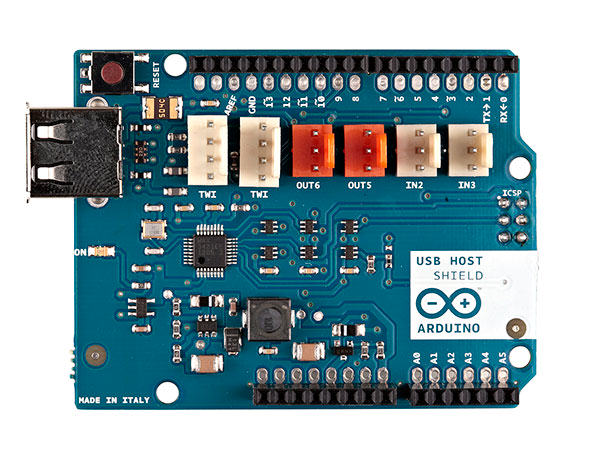 RESET
504C
AREF
GND
13
12
11
10
9
8
7
6
5
4
3
2
TX→1
RX←0
TWI
TWI
OUT6
OUT5
IN2
IN3
ICSP
ON
USB HOST
SHIELD
ARDUINO
A0
A1
A2
A3
A4
A5
MADE IN ITALY